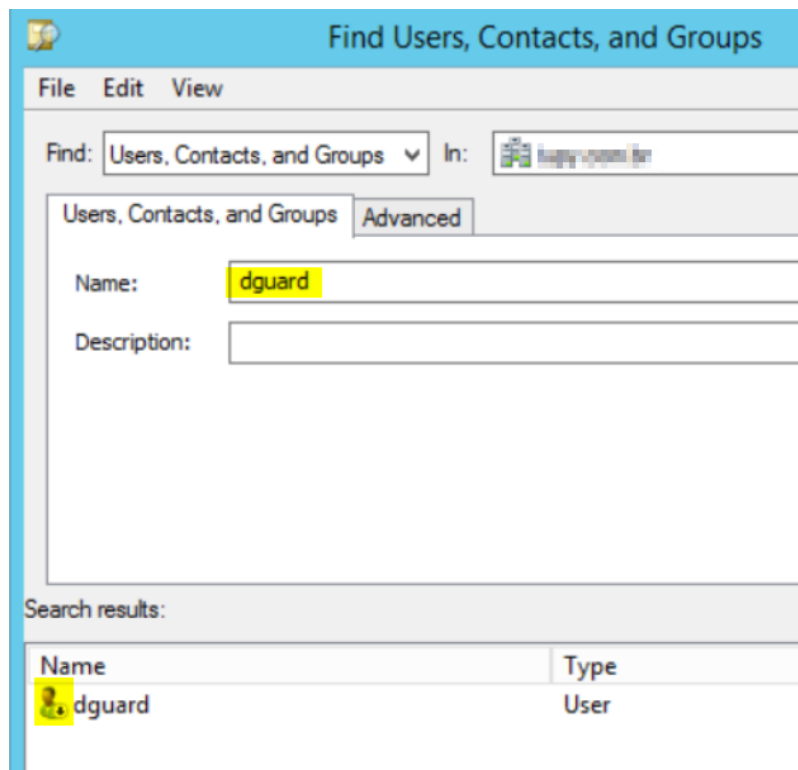 Find Users, Contacts, and Groups
File Edit View
Find: Users, Contacts, and Groups In:
Users, Contacts, and Groups Advanced
Name: dguard
Description:
Search results:
Name Type
dguard User